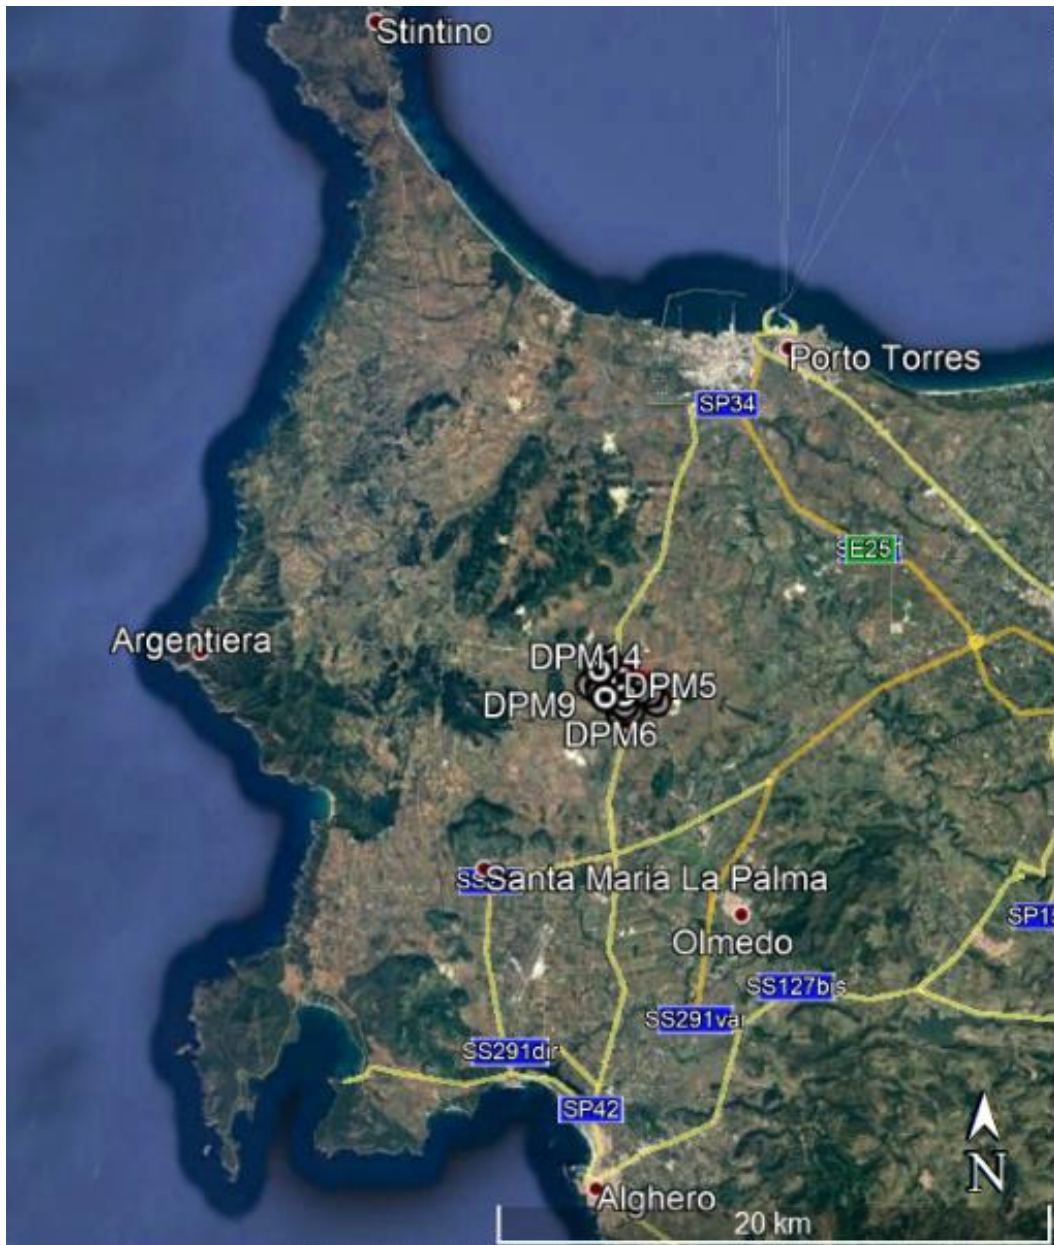 Stintino
Porto Torres
SP34
E25
Argentiera
DPM14
DPM5
DPM9
DPM6
Santa Maria La Palma
Olmedo
SS127bis
SS291var
SS291dir
SP42
N
Alghero
20 km